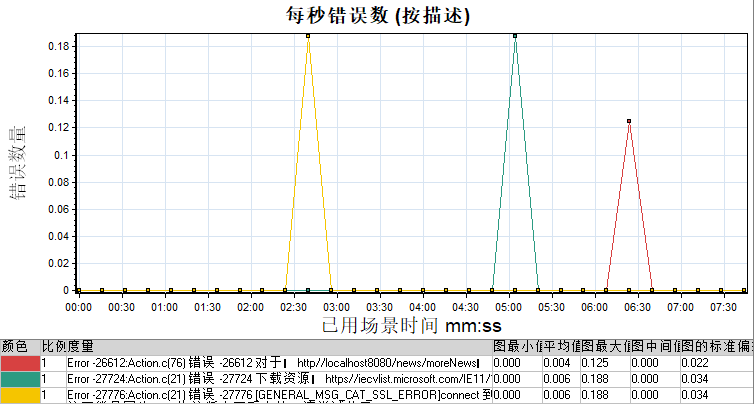 每秒错误数 (按描述)
0.18
0.16
0.14
0.12
0.1
0.08
0.06
0.04
0.02
0
错误数量
00:00 00:30 01:00 01:30 02:00 02:30 03:00 03:30 04:00 04:30 05:00 05:30 06:00 06:30 07:00 07:30
已用场景时间 mm:ss
颜色 比例 度量 图最小值 平均值 图最大值 图中间值 图的标准偏
1 Error -26612:Action.c(76) 错误 -26612 对于 http//localhost8080/news/moreNews 0.000 0.004 0.125 0.000 0.022
1 Error -27724:Action.c(21) 错误 -27724 下载资源 https//iecvlist.microsoft.com/IE11/ 0.000 0.006 0.188 0.000 0.034
1 Error -27776:Action.c(21) 错误 -27776 [GENERAL_MSG_CAT_SSL_ERROR]connect 到 0.000 0.006 0.188 0.000 0.034